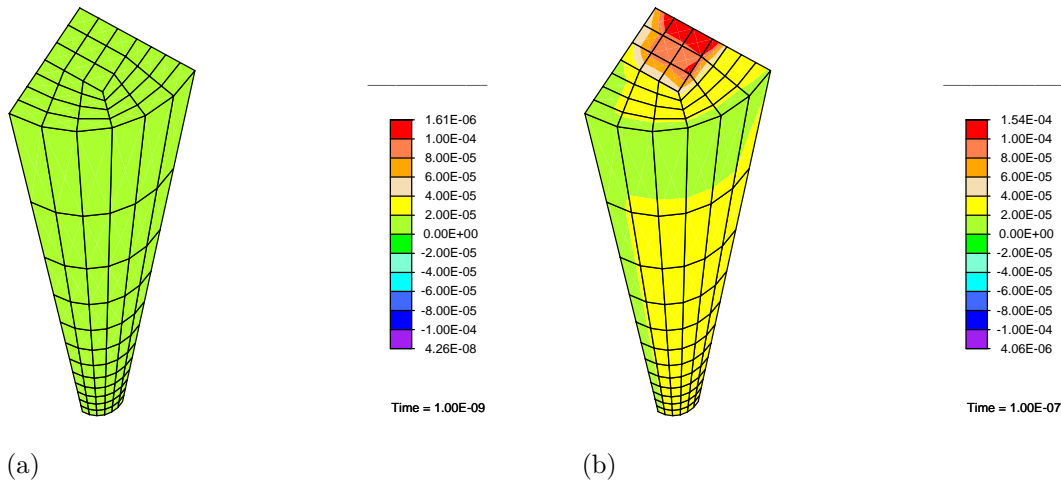 1.61E-06
1.00E-04
8.00E-05
6.00E-05
4.00E-05
2.00E-05
0.00E+00
-2.00E-05
-4.00E-05
-6.00E-05
-8.00E-05
-1.00E-04
4.26E-08
Time = 1.00E-09
(a)
1.54E-04
1.00E-04
8.00E-05
6.00E-05
4.00E-05
2.00E-05
0.00E+00
-2.00E-05
-4.00E-05
-6.00E-05
-8.00E-05
-1.00E-04
4.06E-06
Time = 1.00E-07
(b)